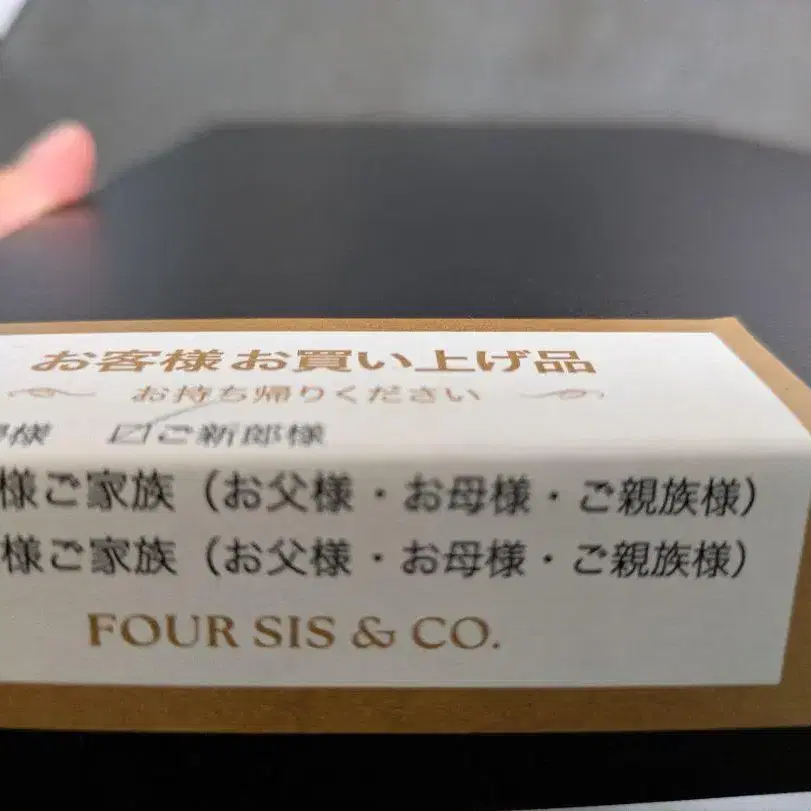 お客様お買い上げ品
お持ち帰りください
様 ☑ご新郎様
様ご家族（お父様・お母様・ご親族様）
様ご家族（お父様・お母様・ご親族様）
FOUR SIS & CO.